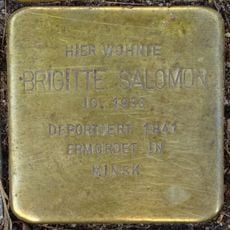 HIER WOHNTE
BRIGITTE SALOMON
JG.
DEPORTIERT 1941
ERMORDET IN
MINSK